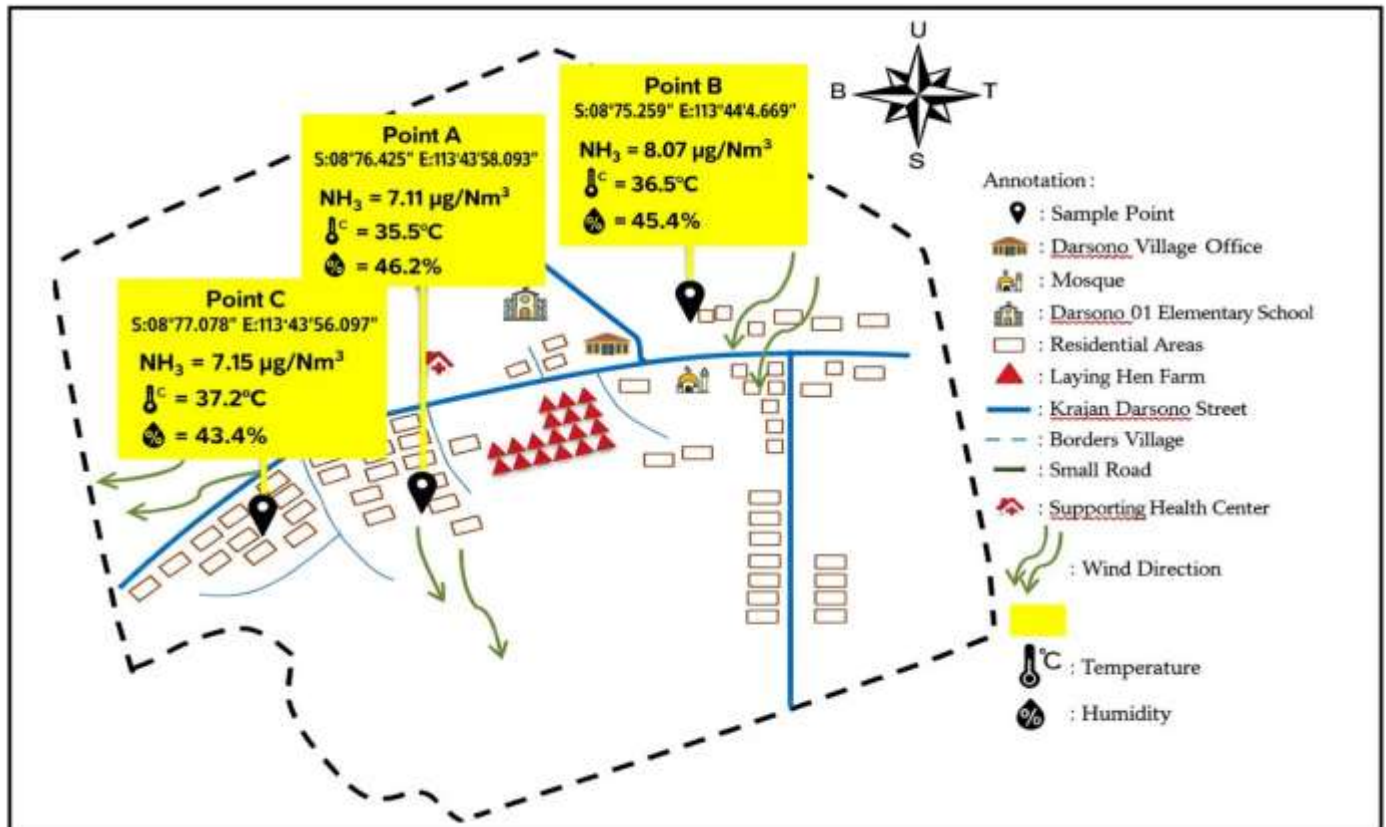 U
B
T
S
Point B
S:08°75.259" E:113°44'4.669"
NH₃ = 8.07 µg/Nm³
°C = 36.5°C
% = 45.4%
Point A
S:08°76.425" E:113°43'58.093"
NH₃ = 7.11 µg/Nm³
°C = 35.5°C
% = 46.2%
Point C
S:08°77.078" E:113°43'56.097"
NH₃ = 7.15 µg/Nm³
°C = 37.2°C
% = 43.4%
Annotation :
: Sample Point
: Darsono Village Office
: Mosque
: Darsono 01 Elementary School
: Residential Areas
: Laying Hen Farm
: Krajan Darsono Street
: Borders Village
: Small Road
: Supporting Health Center
: Wind Direction
°C : Temperature
% : Humidity